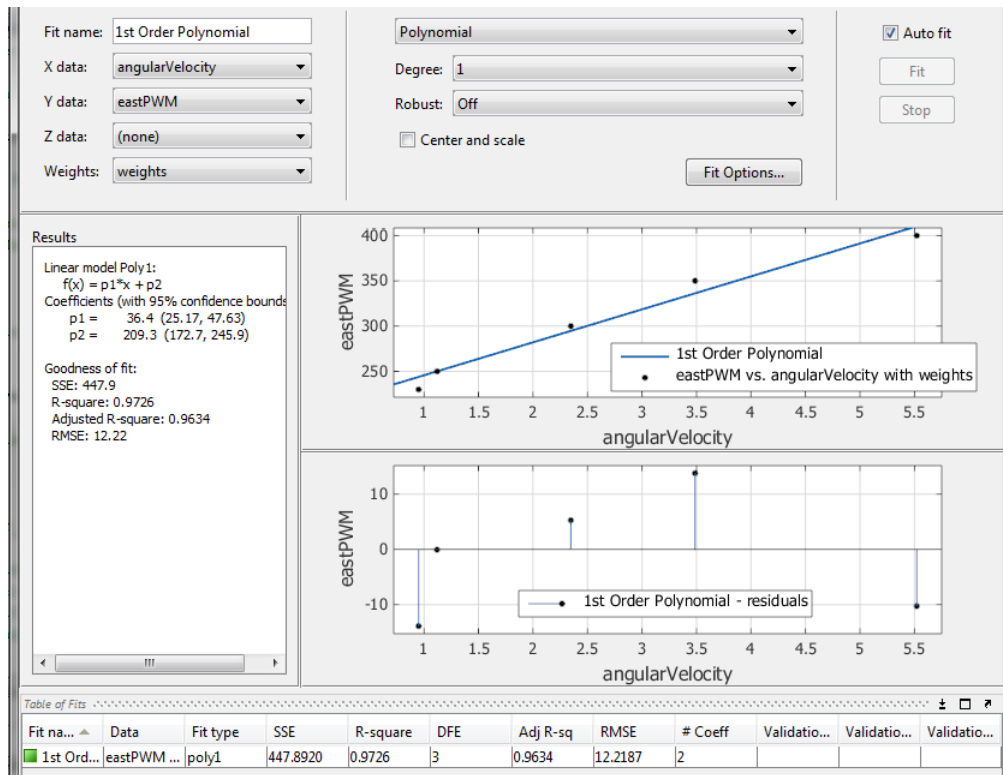 Fit name: 1st Order Polynomial
X data: angularVelocity
Y data: eastPWM
Z data: (none)
Weights: weights
Polynomial
Degree: 1
Robust: Off
Center and scale
Fit Options...
Auto fit
Fit
Stop
Results
Linear model Poly1:
f(x) = p1*x + p2
Coefficients (with 95% confidence bounds
p1 = 36.4 (25.17, 47.63)
p2 = 209.3 (172.7, 245.9)
Goodness of fit:
SSE: 447.9
R-square: 0.9726
Adjusted R-square: 0.9634
RMSE: 12.22
400
350
300
250
eastPWM
1st Order Polynomial
eastPWM vs. angularVelocity with weights
1 1.5 2 2.5 3 3.5 4 4.5 5 5.5
angularVelocity
10
0
-10
eastPWM
1st Order Polynomial - residuals
1 1.5 2 2.5 3 3.5 4 4.5 5 5.5
angularVelocity
Table of Fits
Fit na... Data Fit type SSE R-square DFE Adj R-sq RMSE # Coeff Validatio... Validatio... Validatio...
1st Ord... eastPWM ... poly1 447.8920 0.9726 3 0.9634 12.2187 2